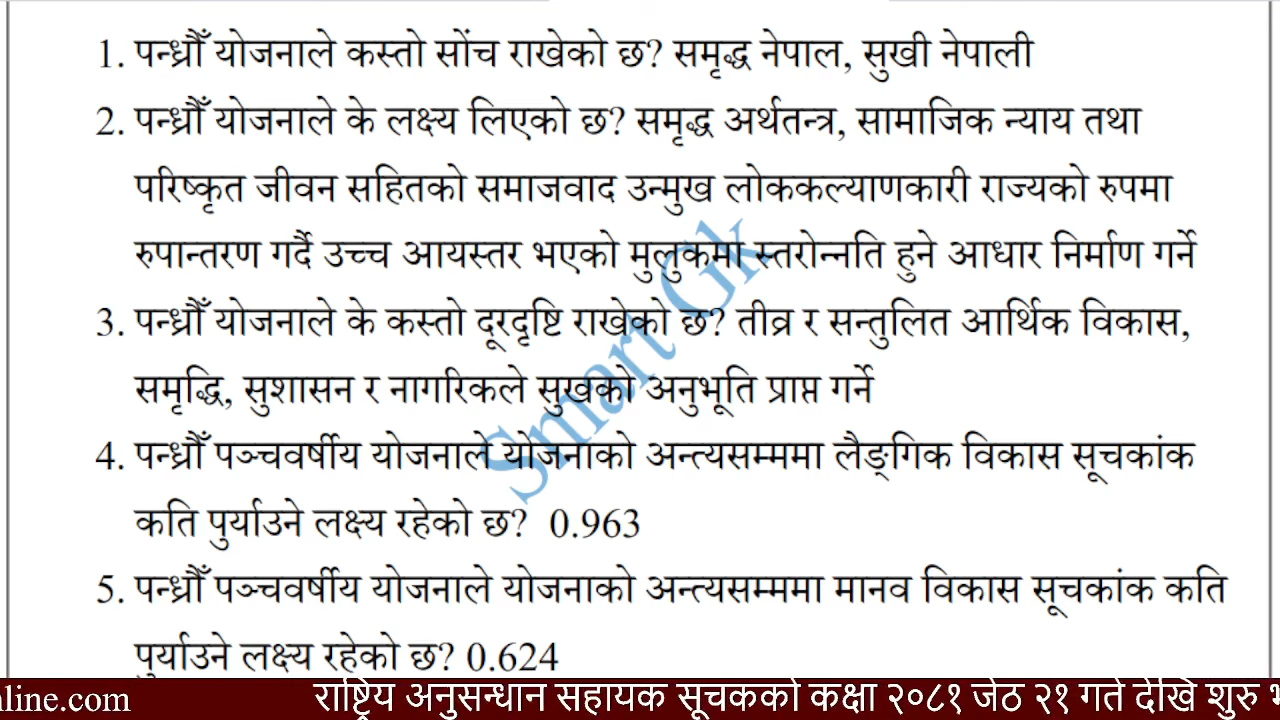 1. पन्ध्रौँ योजनाले कस्तो सोंच राखेको छ? समृद्ध नेपाल, सुखी नेपाली
2. पन्ध्रौँ योजनाले के लक्ष्य लिएको छ? समृद्ध अर्थतन्त्र, सामाजिक न्याय तथा
परिष्कृत जीवन सहितको समाजवाद उन्मुख लोककल्याणकारी राज्यको रुपमा
रुपान्तरण गर्दै उच्च आयस्तर भएको मुलुकमा स्तरोन्नति हुने आधार निर्माण गर्ने
3. पन्ध्रौँ योजनाले के कस्तो दूरदृष्टि राखेको छ? तीव्र र सन्तुलित आर्थिक विकास,
समृद्धि, सुशासन र नागरिकले सुखको अनुभूति प्राप्त गर्ने
4. पन्ध्रौँ पञ्चवर्षीय योजनाले योजनाको अन्त्यसम्ममा लैङ्गिक विकास सूचकांक
कति पुर्याउने लक्ष्य रहेको छ? 0.963
5. पन्ध्रौँ पञ्चवर्षीय योजनाले योजनाको अन्त्यसम्ममा मानव विकास सूचकांक कति
पुर्याउने लक्ष्य रहेको छ? 0.624
Smart Gk
line.com राष्ट्रिय अनुसन्धान सहायक सूचकको कक्षा २०८१ जेठ २१ गते देखि शुरु